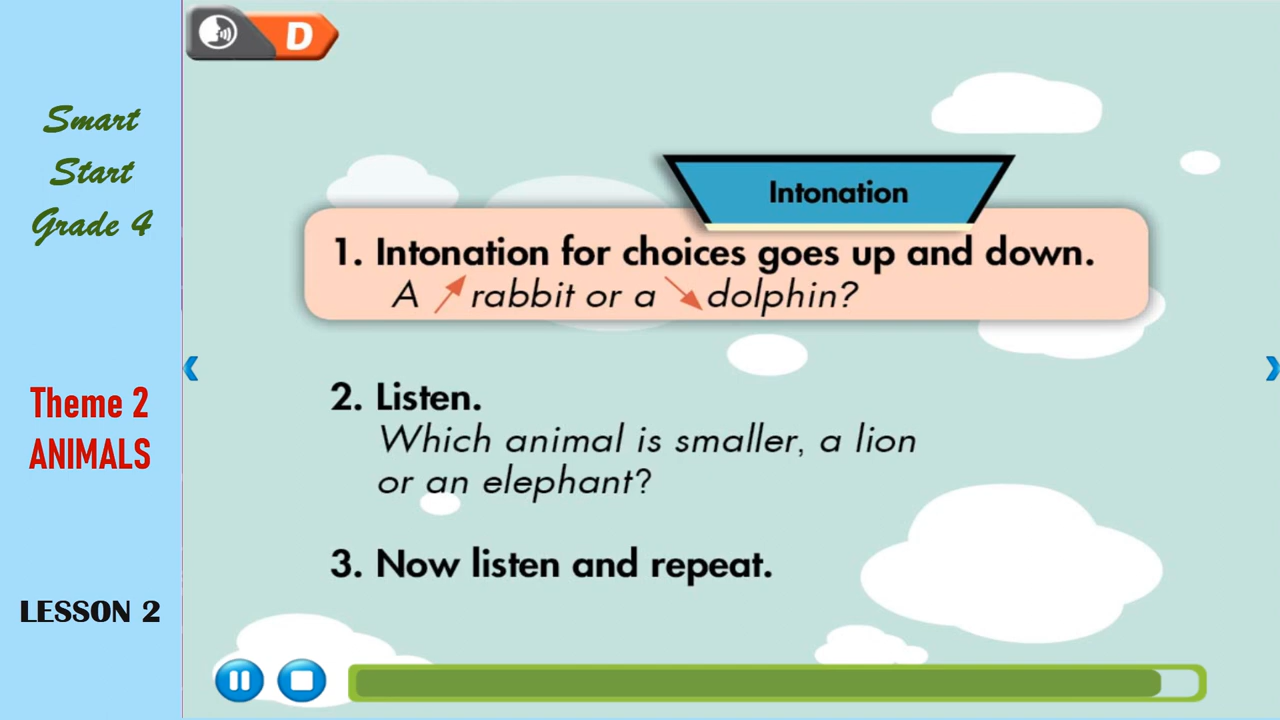 Smart
Start
Grade 4
Theme 2
ANIMALS
LESSON 2
D
Intonation
1. Intonation for choices goes up and down.
A rabbit or a dolphin?
2. Listen.
Which animal is smaller, a lion
or an elephant?
3. Now listen and repeat.